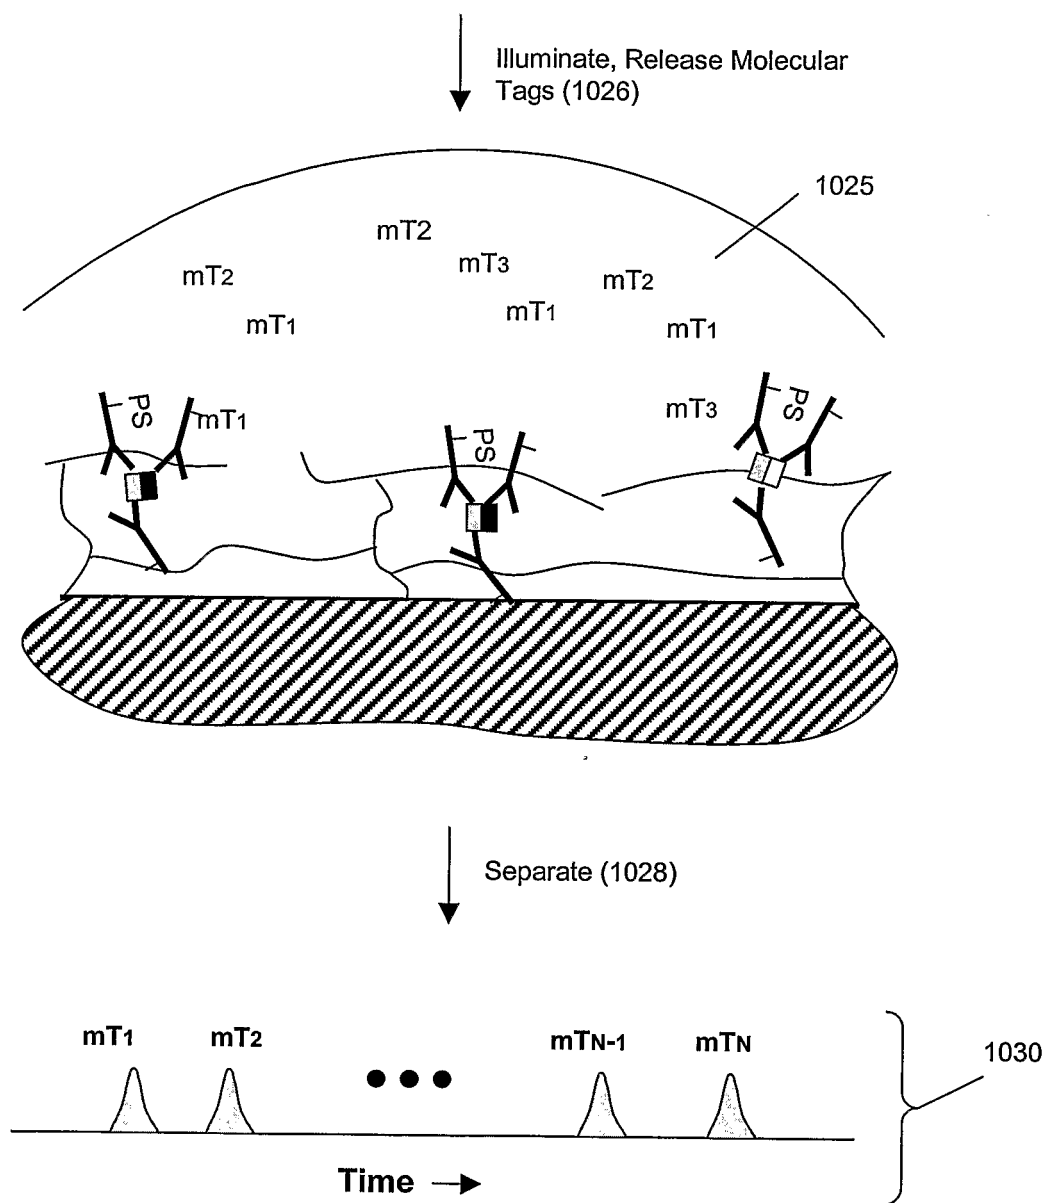 Illuminate, Release Molecular
Tags (1026)
1025
mT2
mT3
mT2
mT2
mT1
mT1
mT1
PS
mT1
mT3
PS
PS
Separate (1028)
mT1 mT2 mTN-1 mTN
1030
Time